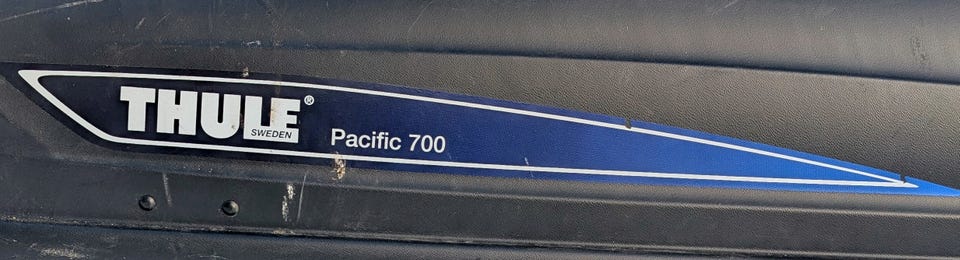 THULE®
SWEDEN
Pacific 700